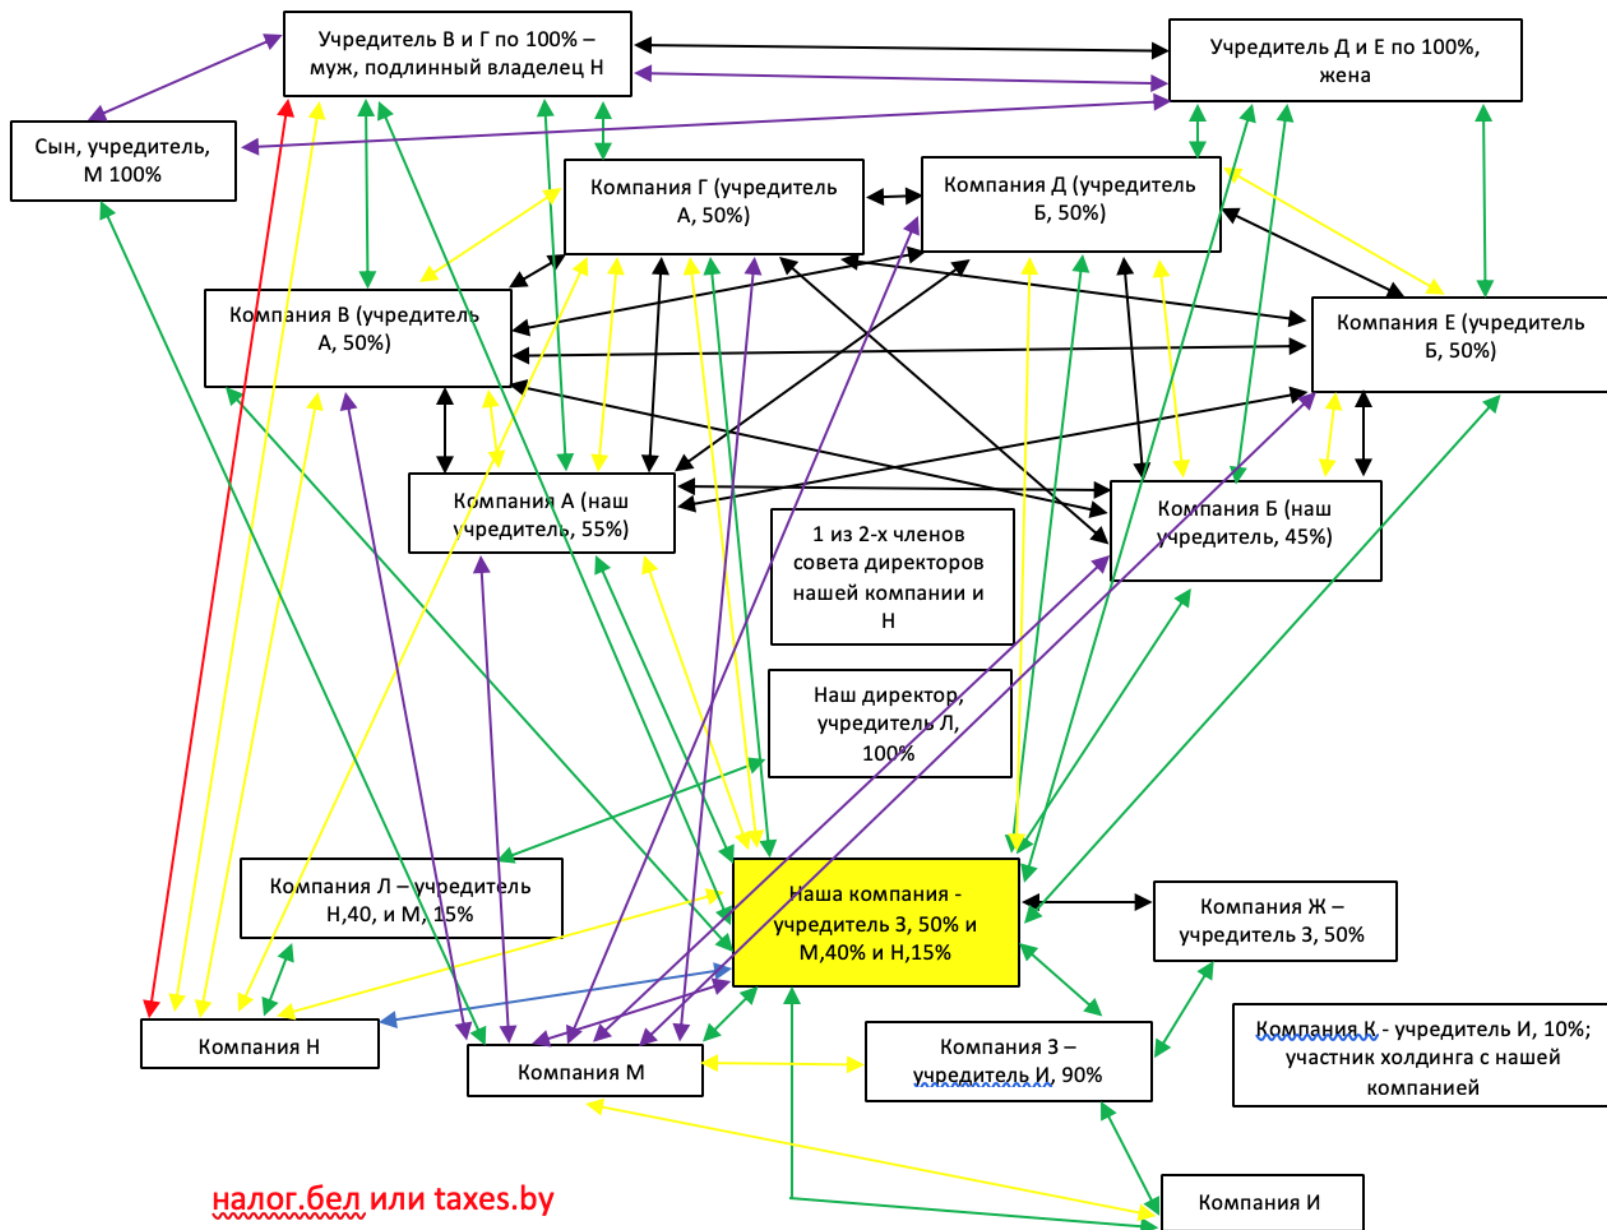 Учредитель В и Г по 100% –
муж, подлинный владелец Н
Учредитель Д и Е по 100%,
жена
Сын, учредитель,
М 100%
Компания Г (учредитель
А, 50%)
Компания Д (учредитель
Б, 50%)
Компания В (учредитель
А, 50%)
Компания Е (учредитель
Б, 50%)
Компания А (наш
учредитель, 55%)
Компания Б (наш
учредитель, 45%)
1 из 2-х членов
совета директоров
нашей компании и
Н
Наш директор,
учредитель Л,
100%
Компания Л – учредитель
Н,40, и М, 15%
Наша компания -
учредитель З, 50% и
М,40% и Н,15%
Компания Ж –
учредитель З, 50%
Компания Н
Компания М
Компания З –
учредитель И, 90%
Компания К - учредитель И, 10%;
участник холдинга с нашей
компанией
Компания И
налог.бел или taxes.by